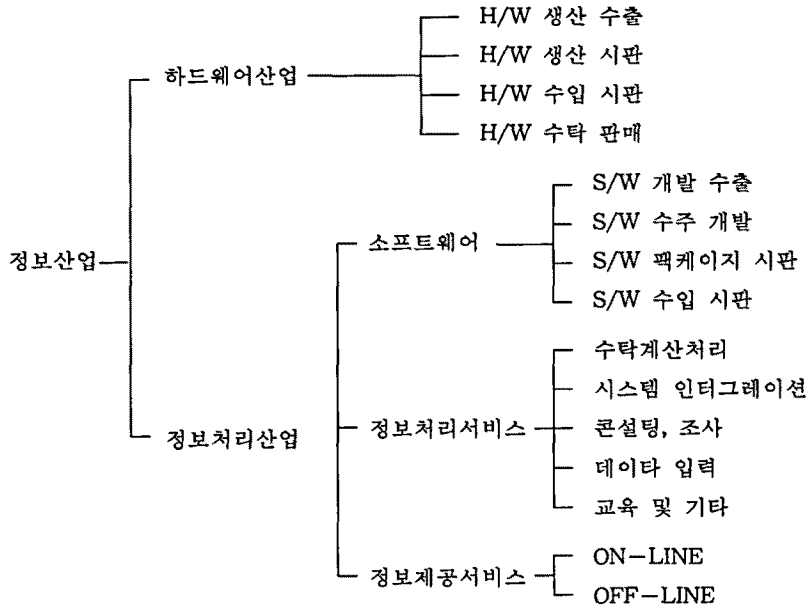 H/W 생산 수출
H/W 생산 시판
하드웨어산업
H/W 수입 시판
H/W 수탁 판매
S/W 개발 수출
S/W 수주 개발
소프트웨어
정보산업
S/W 팩케이지 시판
S/W 수입 시판
수탁계산처리
시스템 인터그레이션
정보처리산업
정보처리서비스
콘설팅, 조사
데이타 입력
교육 및 기타
ON-LINE
정보제공서비스
OFF-LINE